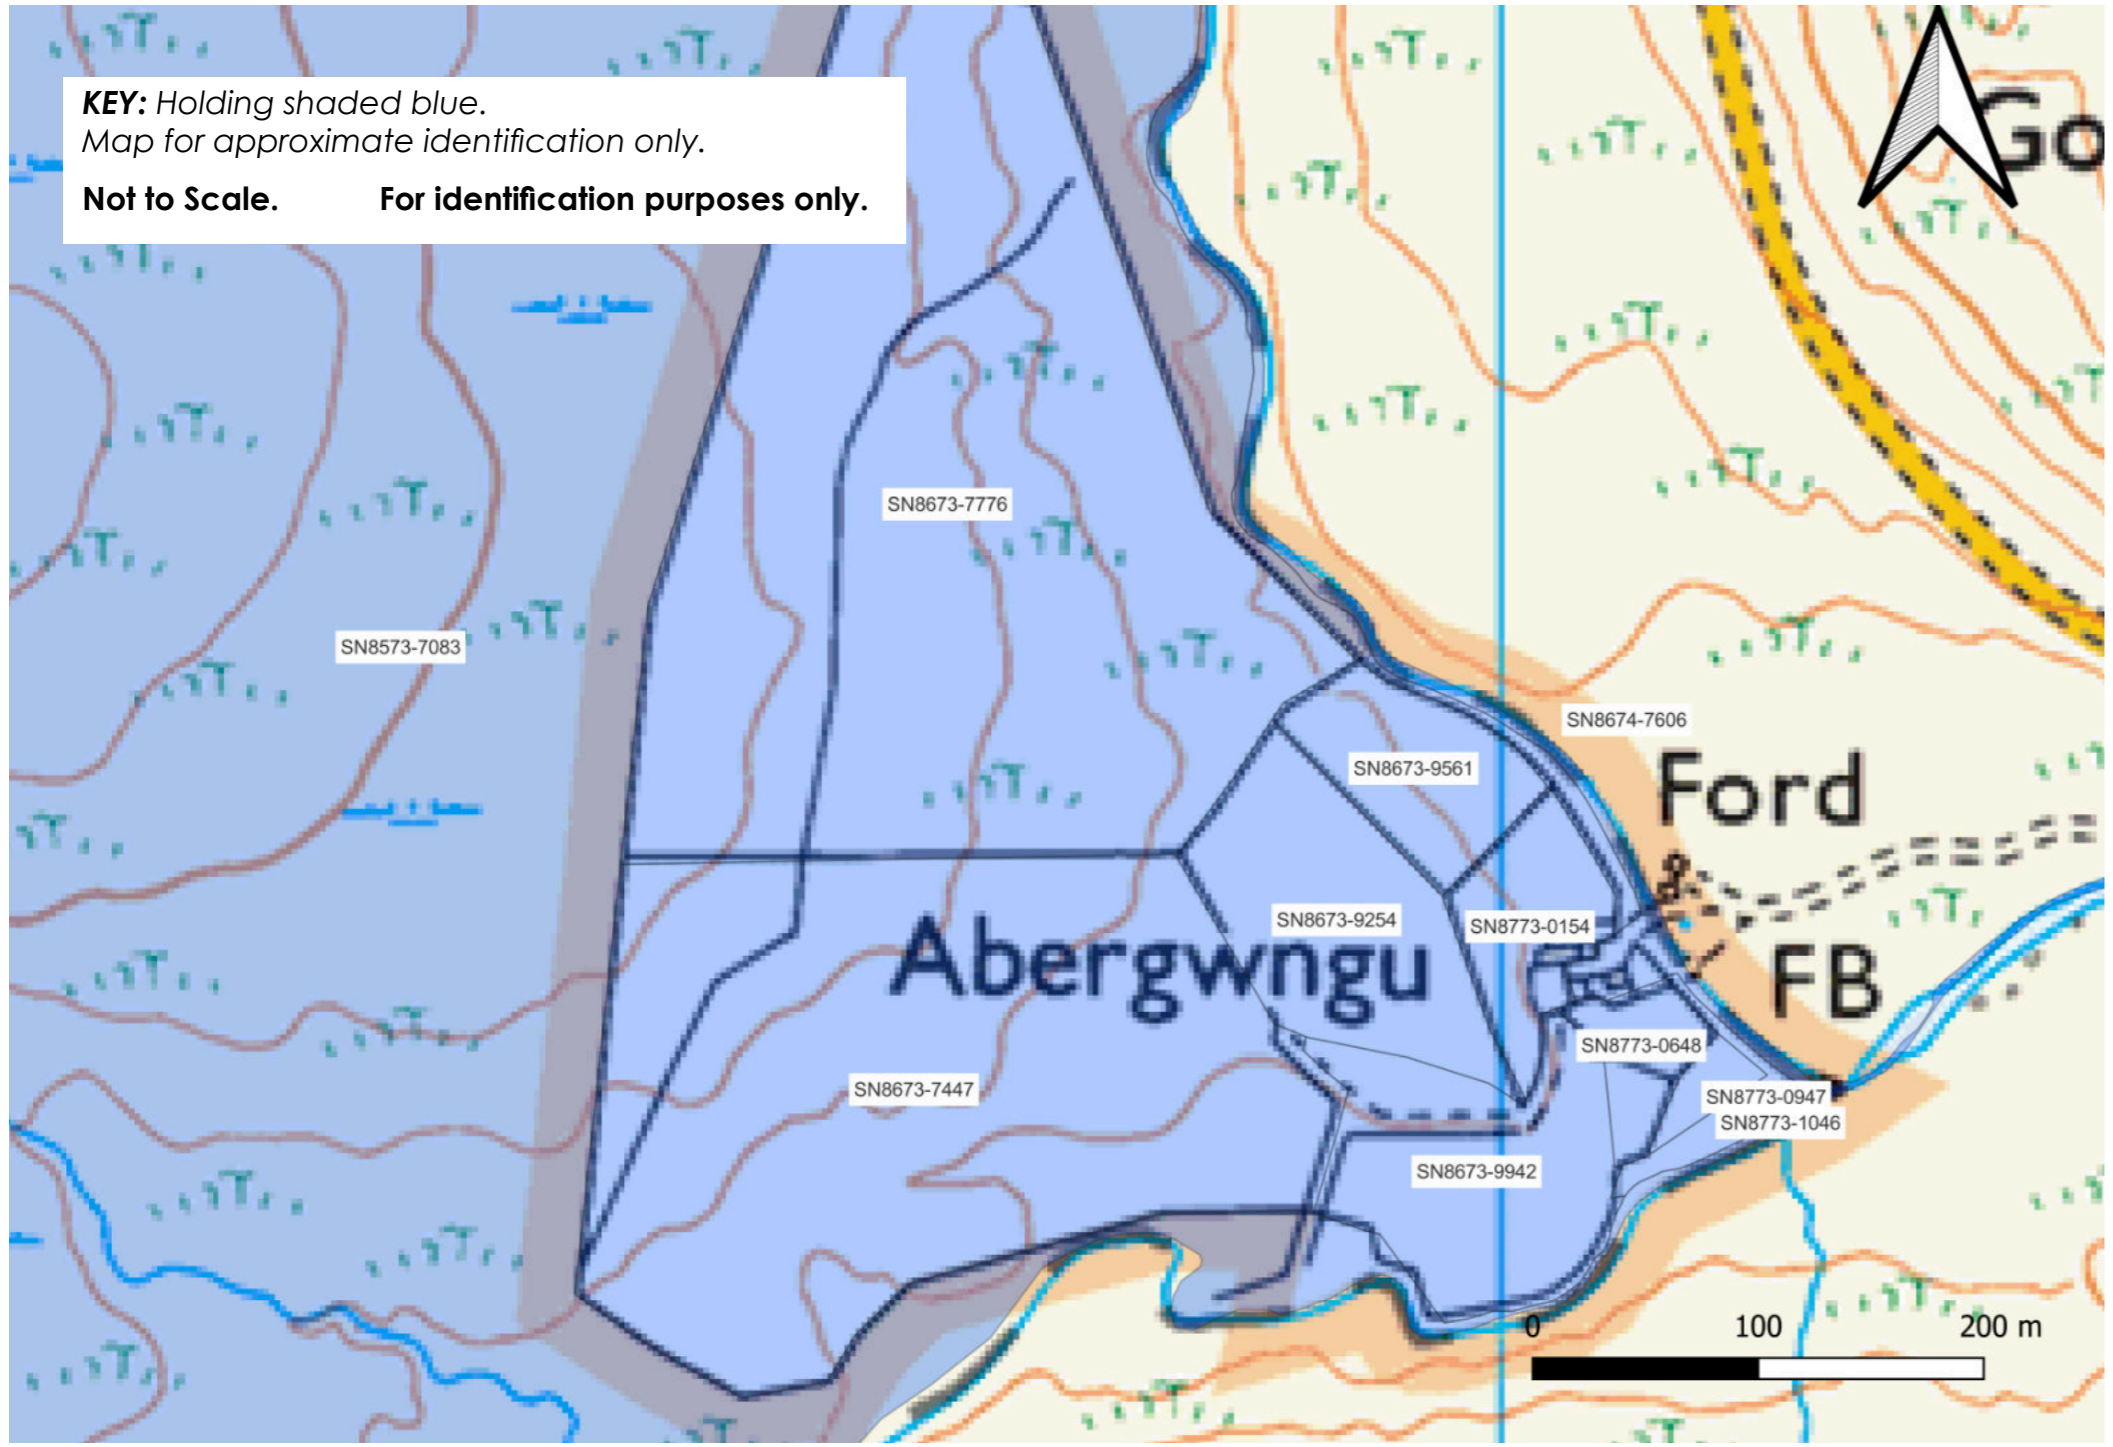 KEY: Holding shaded blue.
Map for approximate identification only.
Not to Scale. For identification purposes only.
Go
SN8673-7776
SN8573-7083
SN8674-7606
SN8673-9561
Ford
SN8673-9254
SN8773-0154
Abergwngu
FB
SN8773-0648
SN8673-7447
SN8773-0947
SN8773-1046
SN8673-9942
0 100 200 m